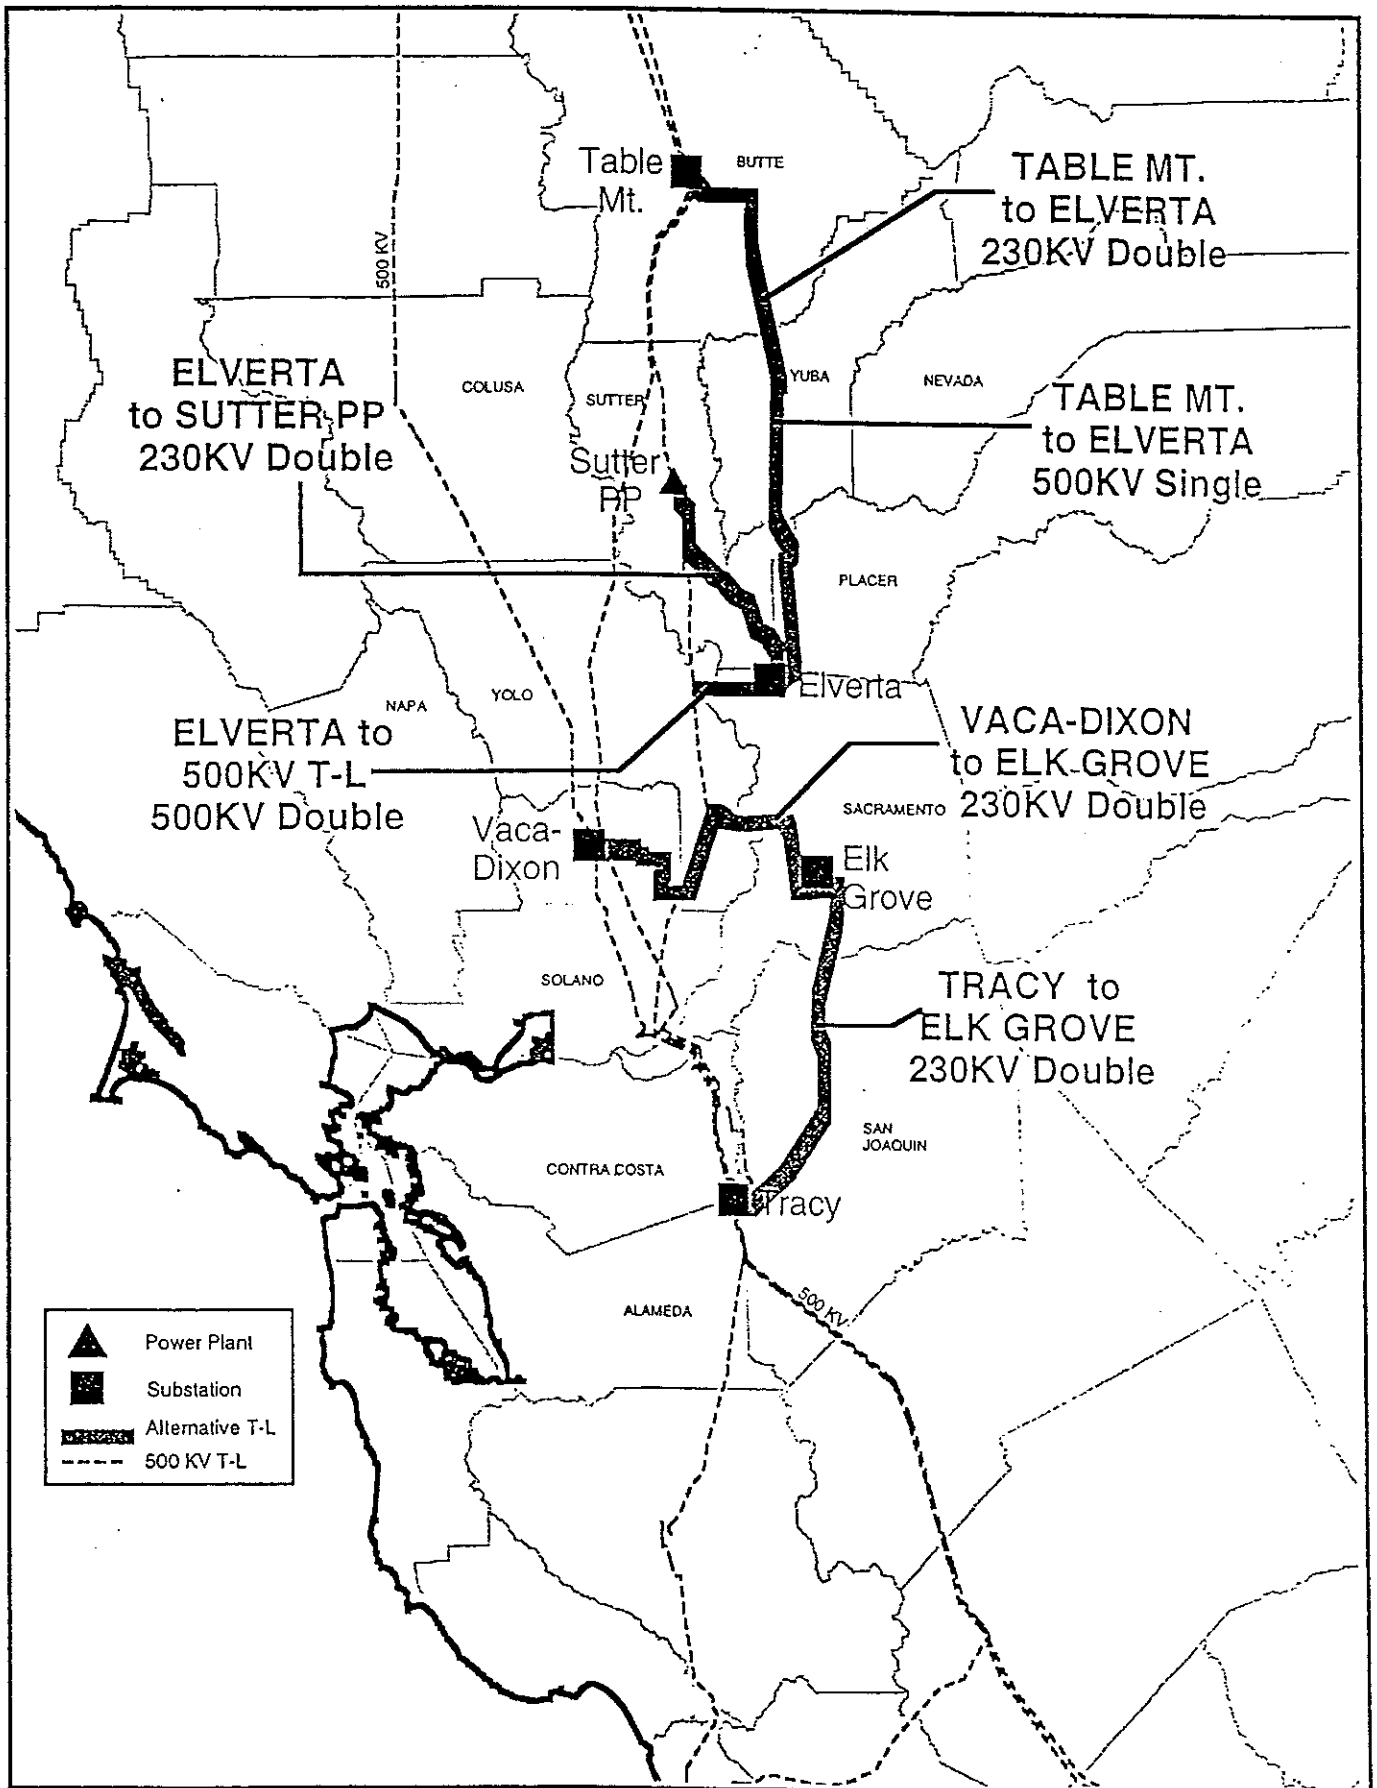 Table
Mt.
BUTTE
TABLE MT.
to ELVERTA
230KV Double
500 KV
ELVERTA
to SUTTER PP
230KV Double
COLUSA
SUTTER
YUBA
NEVADA
TABLE MT.
to ELVERTA
500KV Single
Sutter
PP
PLACER
Elverta
NAPA
YOLO
ELVERTA to
500KV T-L
500KV Double
VACA-DIXON
to ELK GROVE
230KV Double
SACRAMENTO
Vaca-
Dixon
Elk
Grove
SOLANO
TRACY to
ELK GROVE
230KV Double
SAN
JOAQUIN
CONTRA COSTA
Tracy
500 KV
ALAMEDA
Power Plant
Substation
Alternative T-L
500 KV T-L